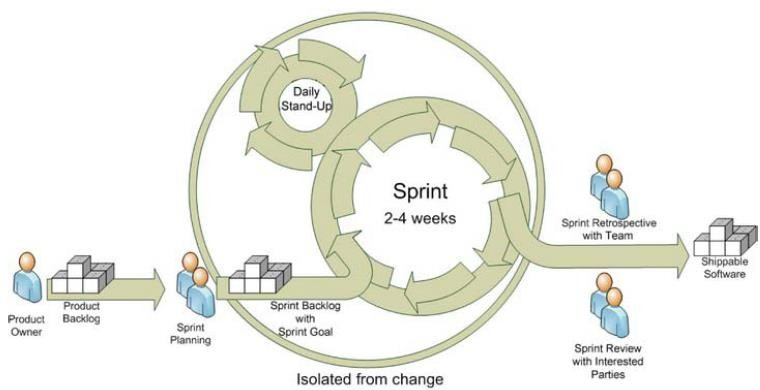 Daily
Stand-Up
Sprint
2-4 weeks
Sprint Retrospective
with Team
Shippable
Software
Product
Owner
Product
Backlog
Sprint
Planning
Sprint Backlog
with
Sprint Goal
Sprint Review
with Interested
Parties
Isolated from change